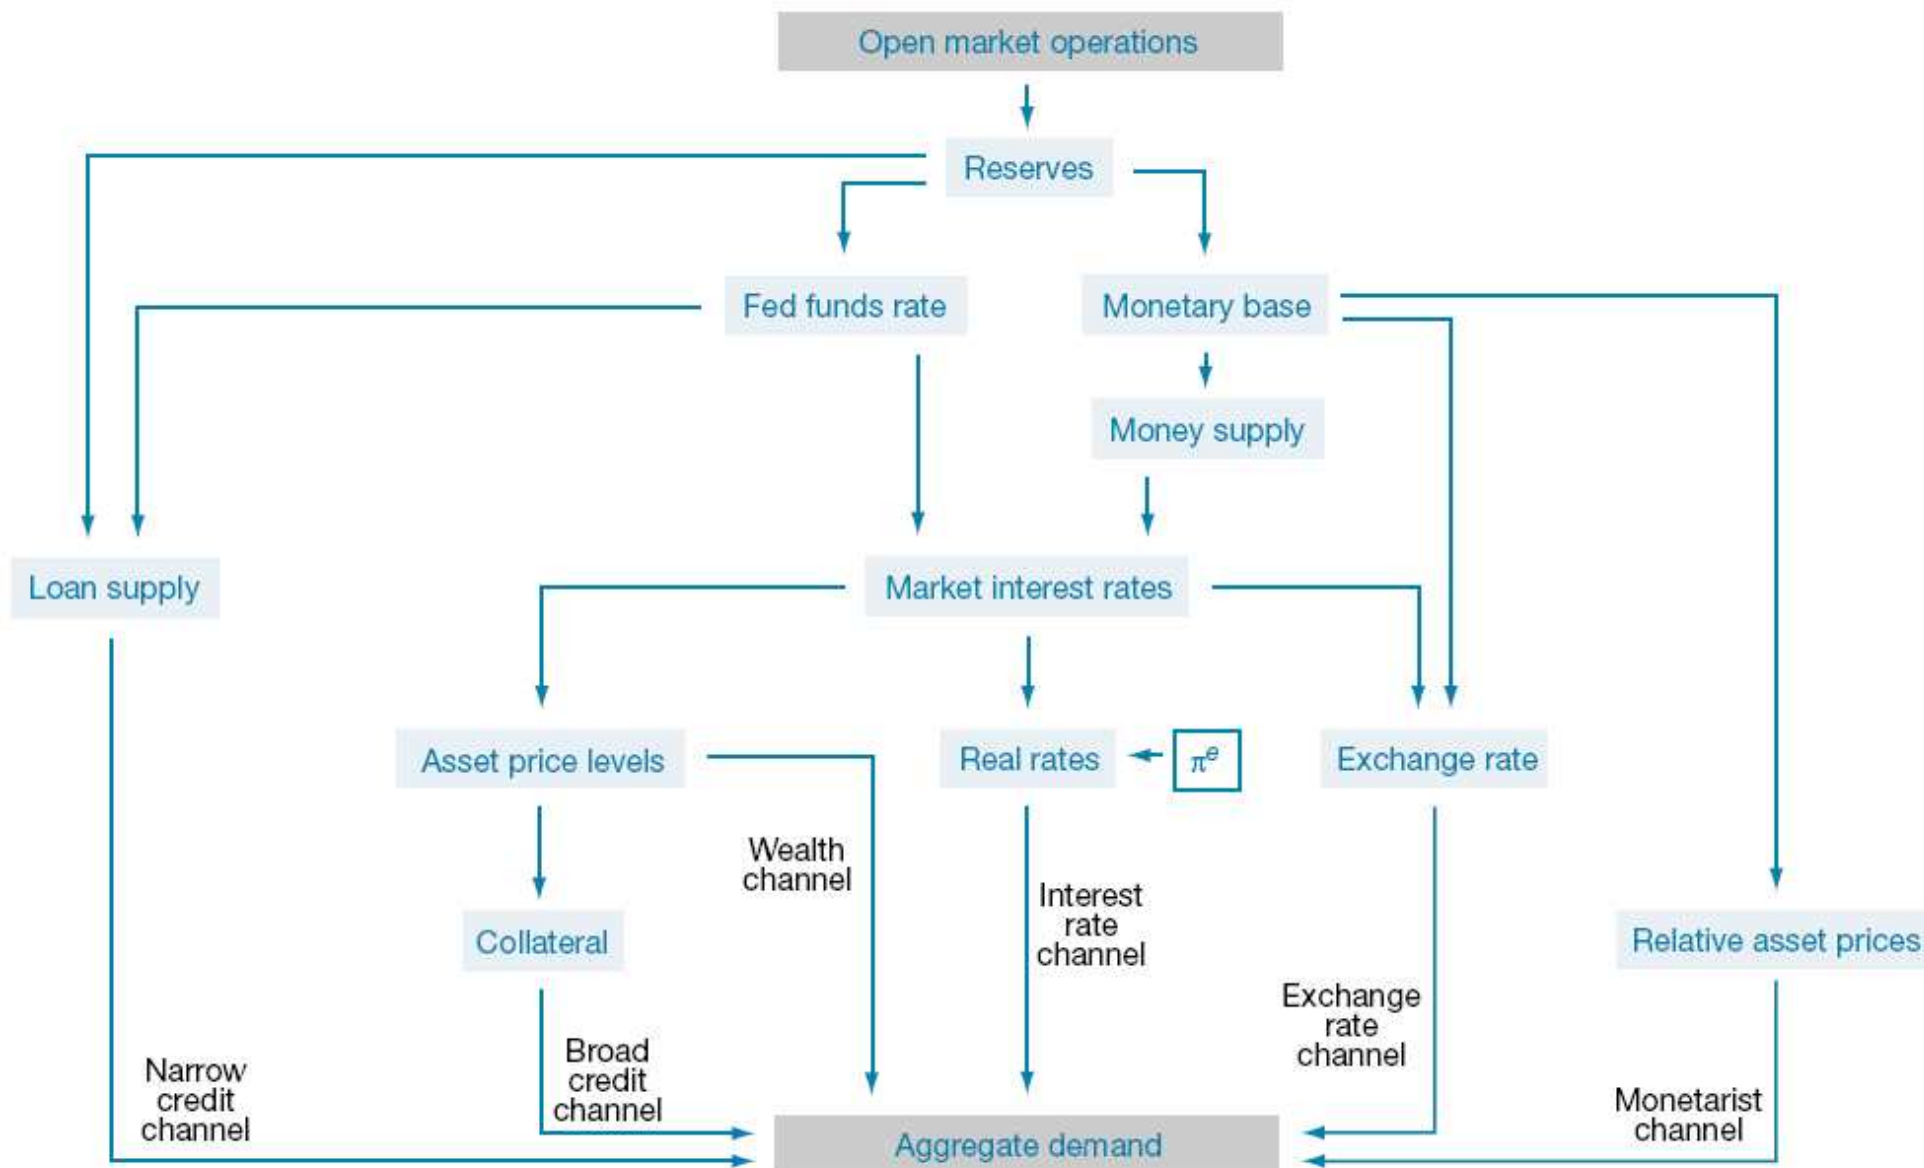 Open market operations
Reserves
Fed funds rate
Monetary base
Money supply
Loan supply
Market interest rates
Asset price levels
Real rates
πᵉ
Exchange rate
Wealth
channel
Interest
rate
channel
Collateral
Relative asset prices
Exchange
rate
channel
Broad
credit
channel
Narrow
credit
channel
Monetarist
channel
Aggregate demand